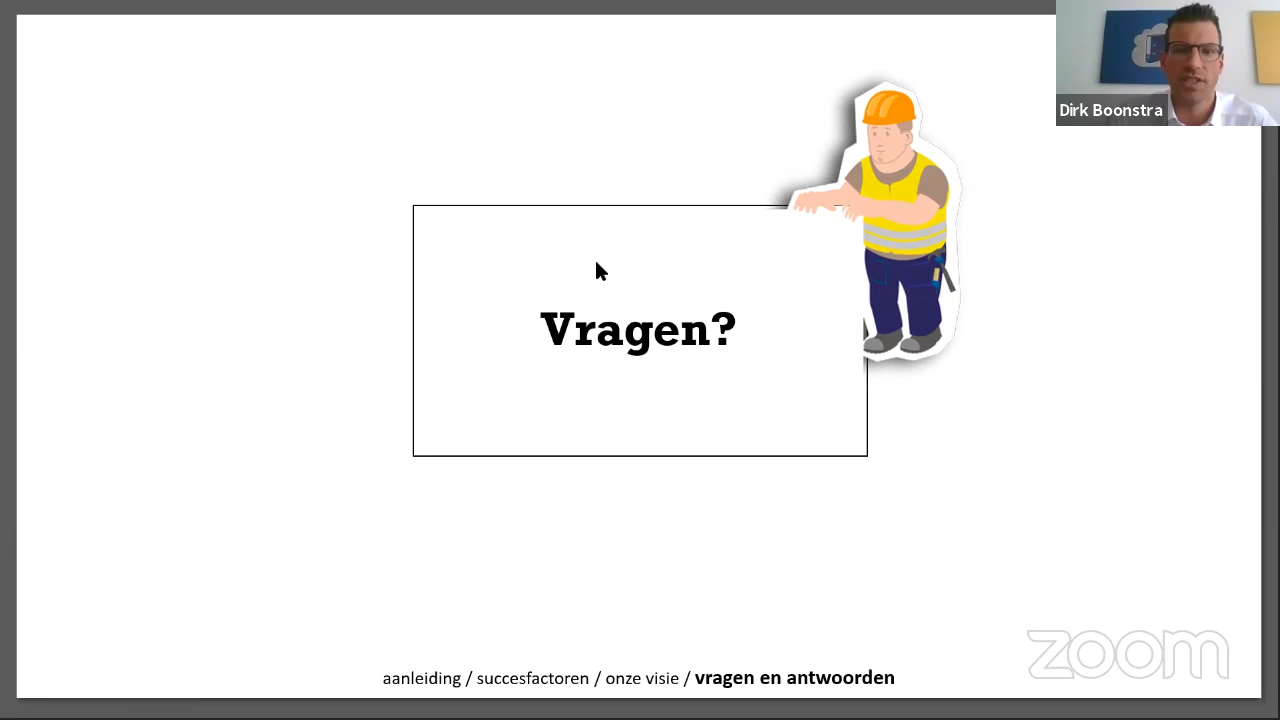 Dirk Boonstra
Vragen?
zoom
aanleiding / succesfactoren / onze visie / vragen en antwoorden